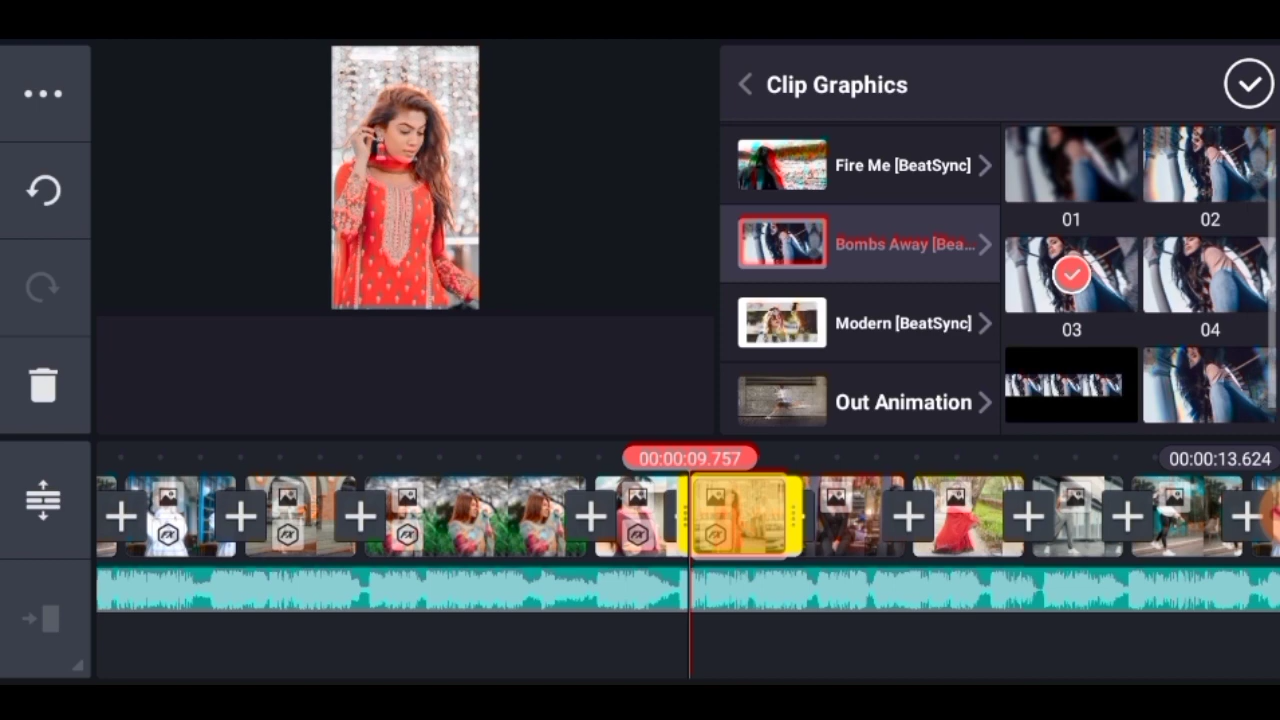 Clip Graphics
Fire Me [BeatSync]
Bombs Away [Bea...
Modern [BeatSync]
Out Animation
01
02
03
04
00:00:09.757
00:00:13.624